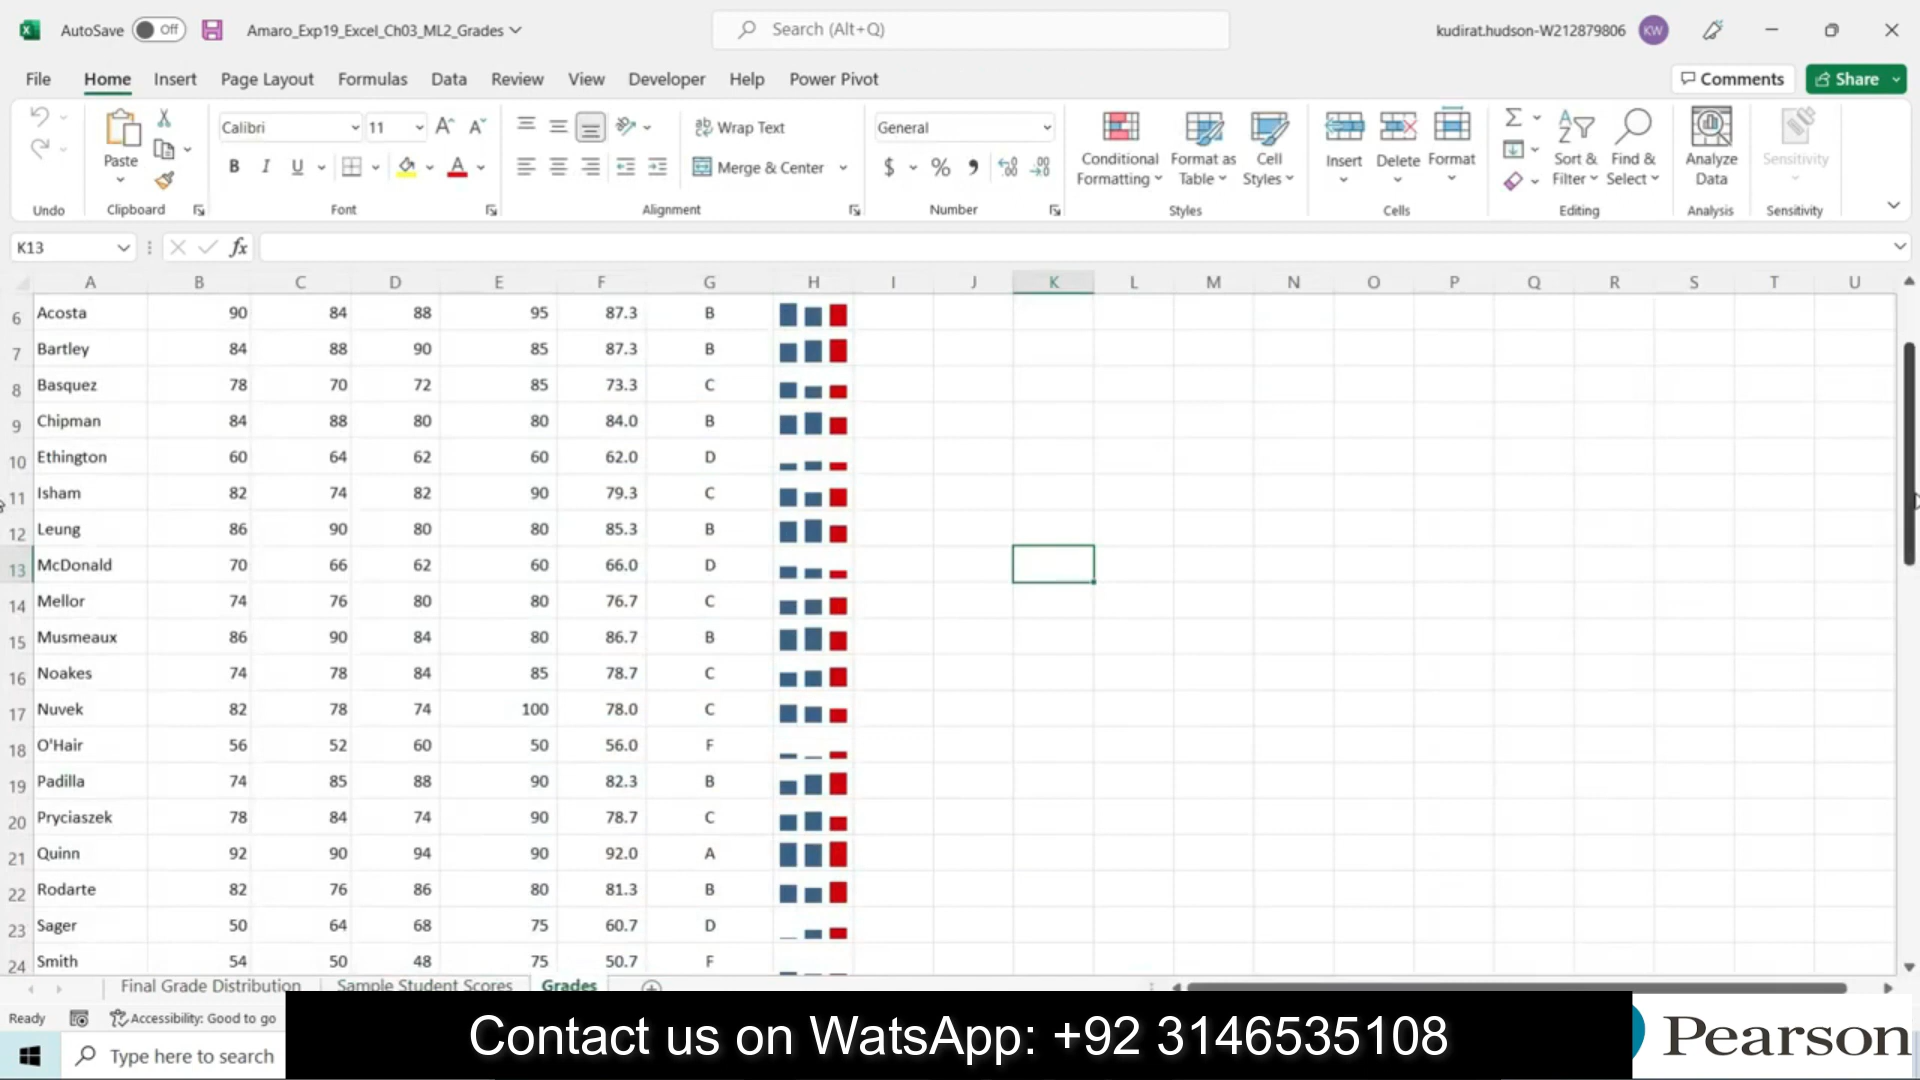 AutoSave Off Amaro_Exp19_Excel_Ch03_ML2_Grades Search (Alt+Q) kudirat.hudson-W212879806 KW
File Home Insert Page Layout Formulas Data Review View Developer Help Power Pivot Comments Share
Calibri 11 Wrap Text General
Paste B I U Merge & Center $ % Conditional Formatting Format as Table Cell Styles Insert Delete Format Sort & Filter Find & Select Analyze Data Sensitivity
Undo Clipboard Font Alignment Number Styles Cells Editing Analysis Sensitivity
K13 fx
A B C D E F G H I J K L M N O P Q R S T U
6 Acosta 90 84 88 95 87.3 B
7 Bartley 84 88 90 85 87.3 B
8 Basquez 78 70 72 85 73.3 C
9 Chipman 84 88 80 80 84.0 B
10 Ethington 60 64 62 60 62.0 D
11 Isham 82 74 82 90 79.3 C
12 Leung 86 90 80 80 85.3 B
13 McDonald 70 66 62 60 66.0 D
14 Mellor 74 76 80 80 76.7 C
15 Musmeaux 86 90 84 80 86.7 B
16 Noakes 74 78 84 85 78.7 C
17 Nuvek 82 78 74 100 78.0 C
18 O'Hair 56 52 60 50 56.0 F
19 Padilla 74 85 88 90 82.3 B
20 Pryciaszek 78 84 74 90 78.7 C
21 Quinn 92 90 94 90 92.0 A
22 Rodarte 82 76 86 80 81.3 B
23 Sager 50 64 68 75 60.7 D
24 Smith 54 50 48 75 50.7 F
Final Grade Distribution Sample Student Scores Grades
Ready Accessibility: Good to go
Type here to search
Contact us on WatsApp: +92 3146535108
Pearson